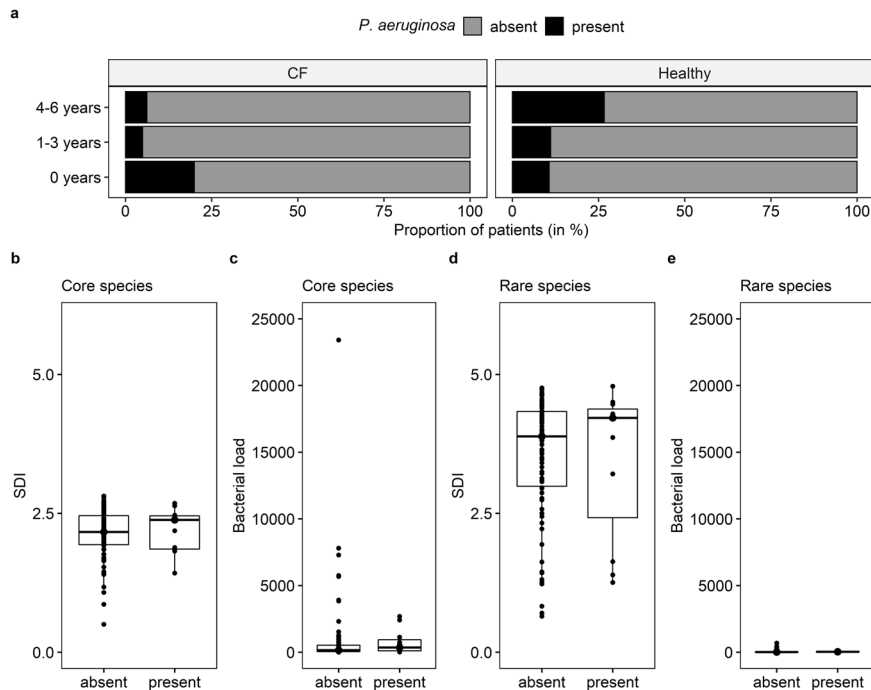 a
P. aeruginosa absent present
CF Healthy
4-6 years
1-3 years
0 years
0 25 50 75 100 0 25 50 75 100
Proportion of patients (in %)
b c d e
Core species Core species Rare species Rare species
SDI
5.0
2.5
0.0
absent present
Bacterial load
25000
20000
15000
10000
5000
0
absent present
SDI
5.0
2.5
0.0
absent present
Bacterial load
25000
20000
15000
10000
5000
0
absent present